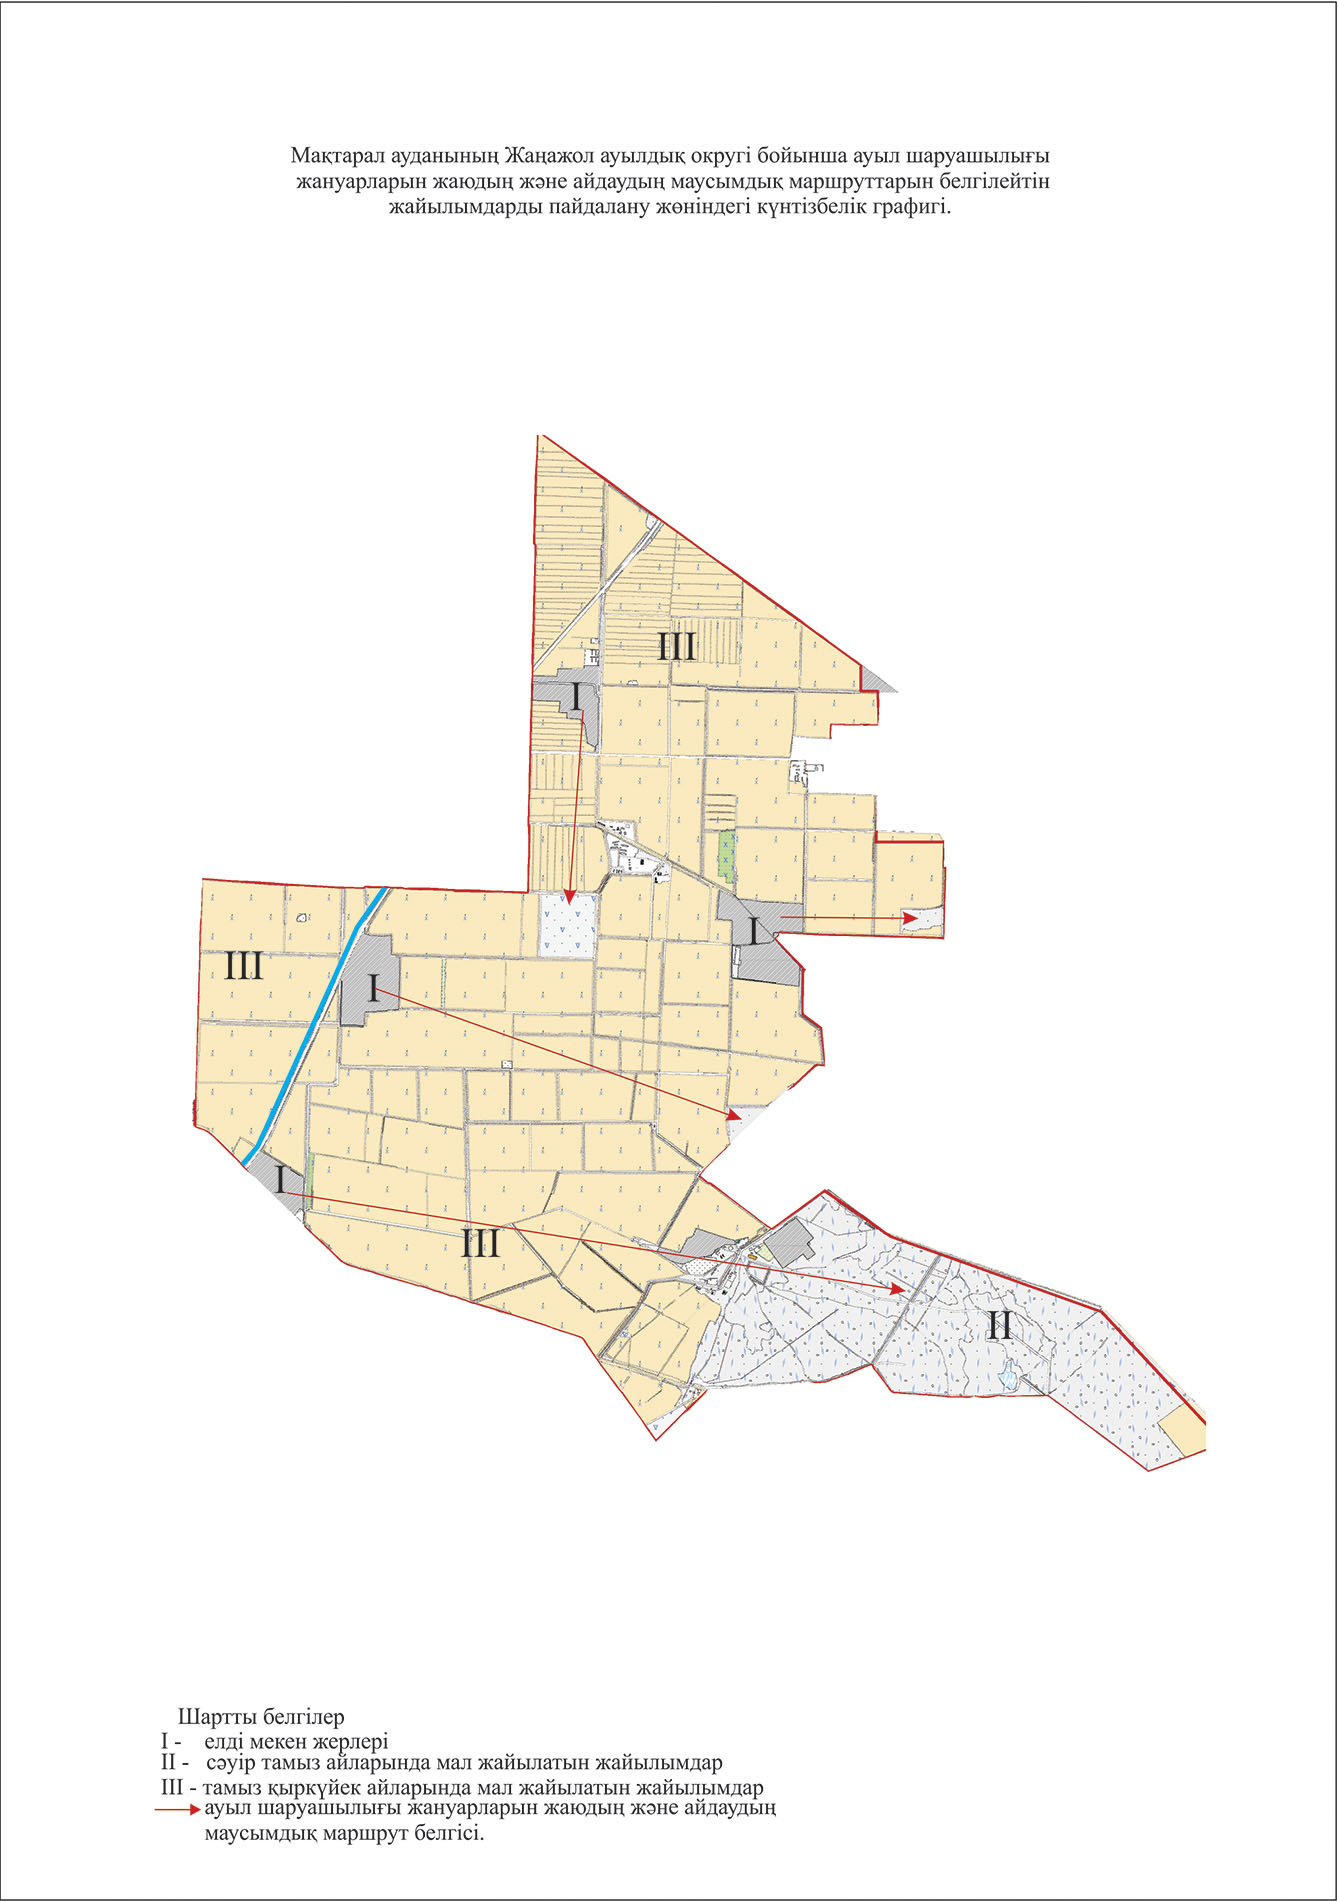 Мақтарал ауданының Жаңажол ауылдық округі бойынша ауыл шаруашылығы
жануарларын жаюдың және айдаудың маусымдық маршруттарын белгілейтін
жайылымдарды пайдалану жөніндегі күнтізбелік графигі.
III
I
I
III
I
I
III
II
Шартты белгілер
I - елді мекен жерлері
II - сәуір тамыз айларында мал жайылатын жайылымдар
III - тамыз қыркүйек айларында мал жайылатын жайылымдар
ауыл шаруашылығы жануарларын жаюдың және айдаудың
маусымдық маршрут белгісі.